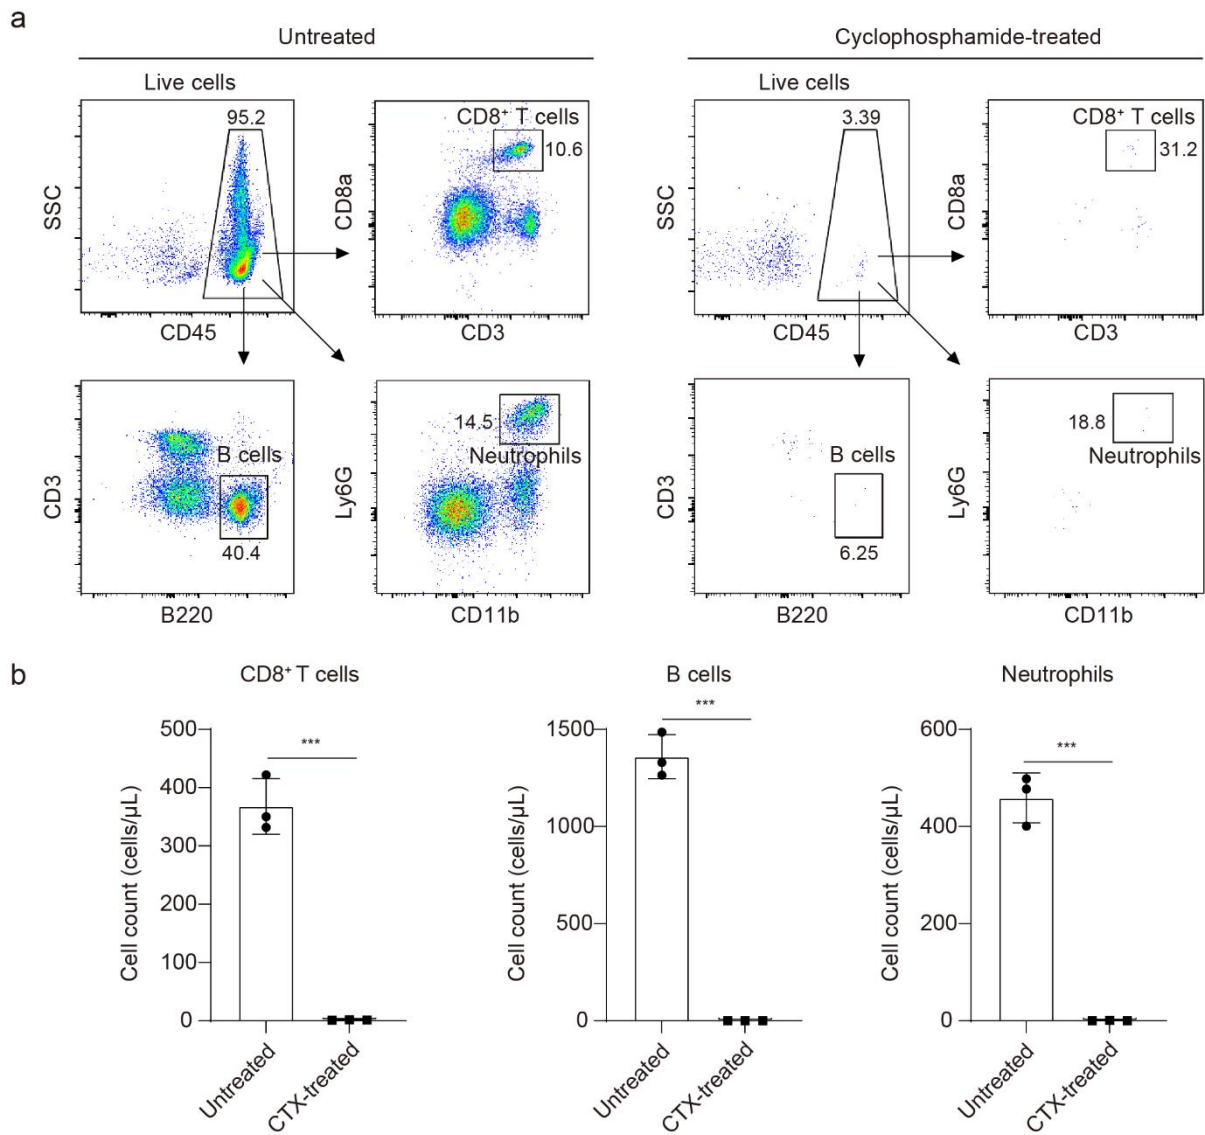 a
Untreated
Cyclophosphamide-treated
Live cells
95.2
SSC
CD45
CD8⁺ T cells
10.6
CD8a
CD3
Live cells
3.39
SSC
CD45
CD8⁺ T cells
31.2
CD8a
CD3
B cells
40.4
CD3
B220
14.5
Neutrophils
Ly6G
CD11b
B cells
6.25
CD3
B220
18.8
Neutrophils
Ly6G
CD11b
b
CD8⁺ T cells
***
500
400
300
200
100
0
Cell count (cells/μL)
Untreated
CTX-treated
B cells
***
1500
1000
500
0
Cell count (cells/μL)
Untreated
CTX-treated
Neutrophils
***
600
400
200
0
Cell count (cells/μL)
Untreated
CTX-treated